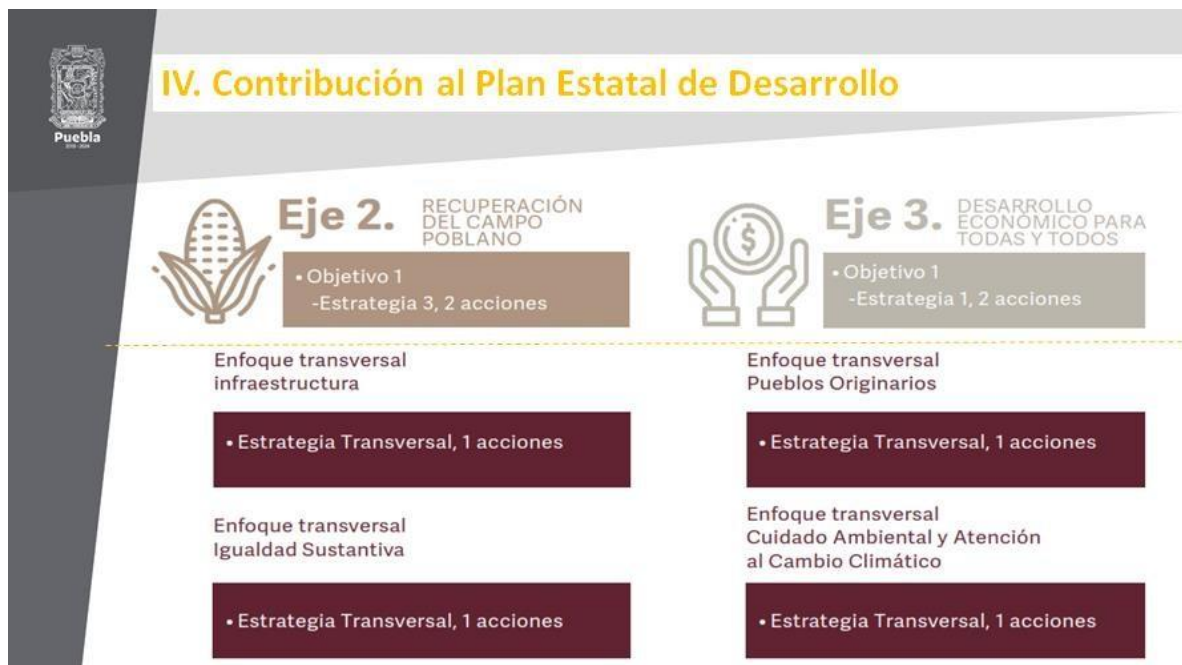 IV. Contribución al Plan Estatal de Desarrollo
Puebla
2019 - 2024
Eje 2.
RECUPERACIÓN
DEL CAMPO
POBLANO
• Objetivo 1
-Estrategia 3, 2 acciones
Eje 3.
DESARROLLO
ECONÓMICO PARA
TODAS Y TODOS
• Objetivo 1
-Estrategia 1, 2 acciones
Enfoque transversal
infraestructura
• Estrategia Transversal, 1 acciones
Enfoque transversal
Pueblos Originarios
• Estrategia Transversal, 1 acciones
Enfoque transversal
Igualdad Sustantiva
• Estrategia Transversal, 1 acciones
Enfoque transversal
Cuidado Ambiental y Atención
al Cambio Climático
• Estrategia Transversal, 1 acciones